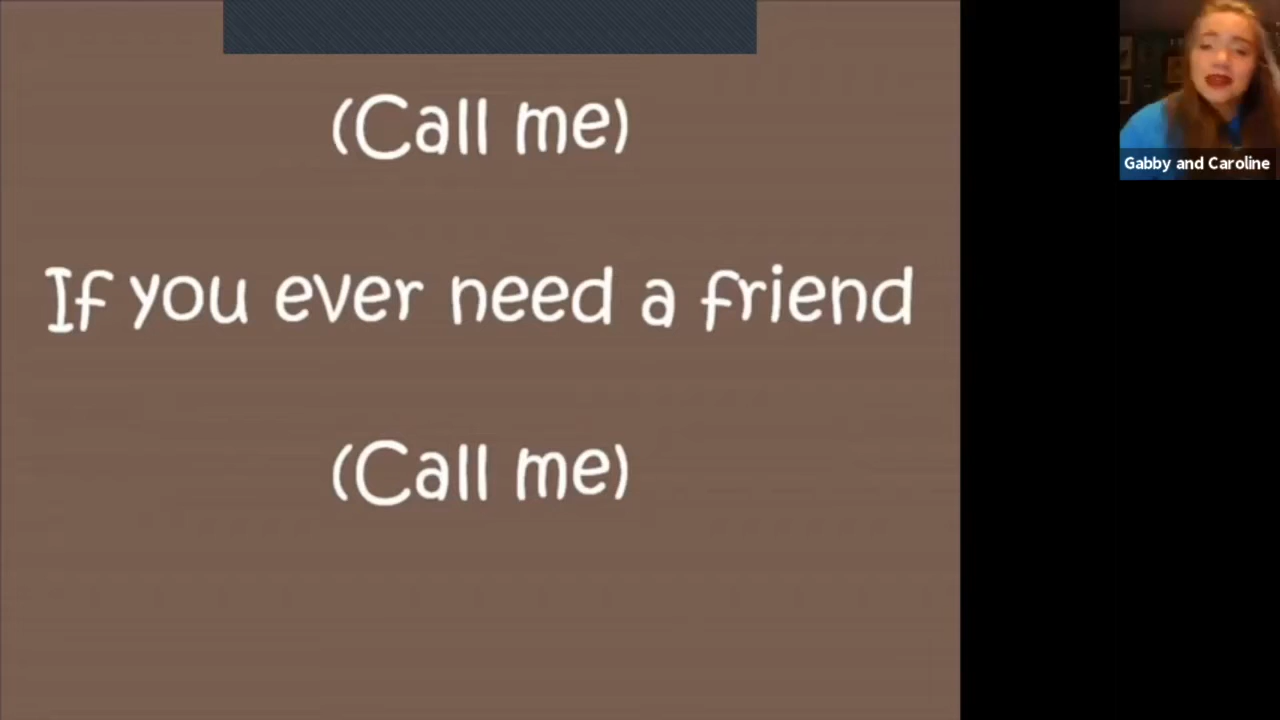 (Call me)
If you ever need a friend
(Call me)
Gabby and Caroline